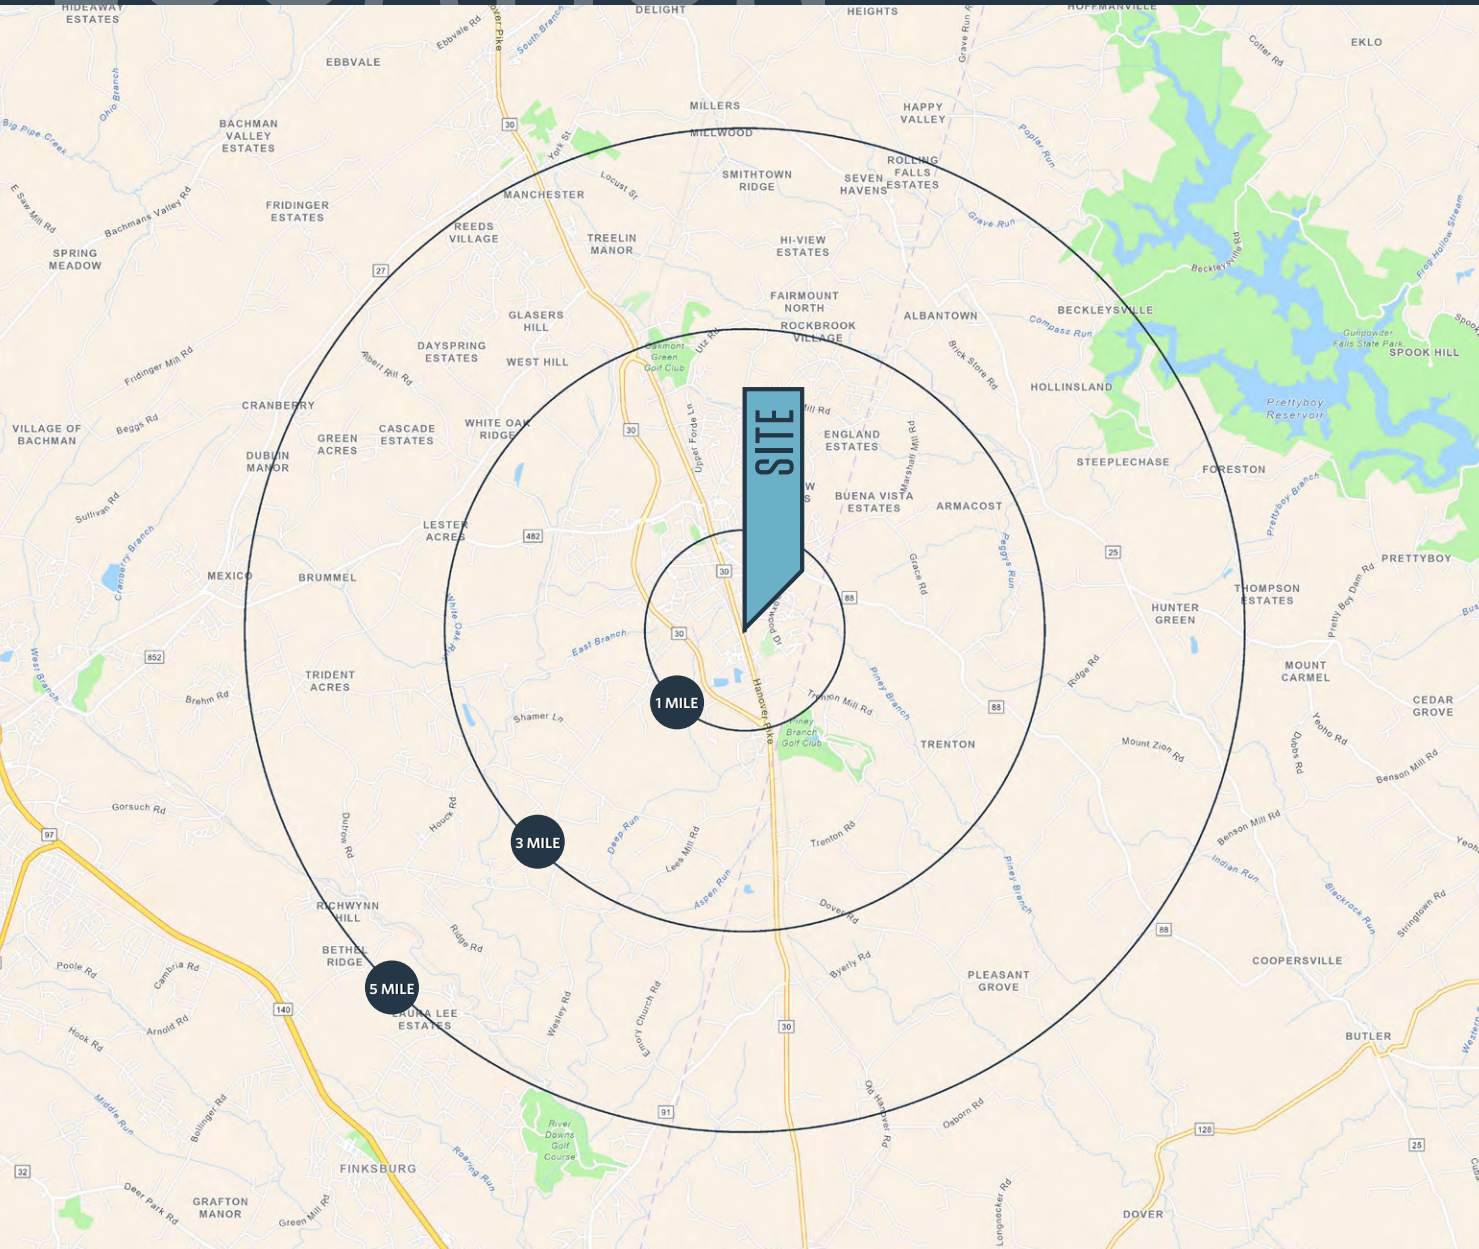 HIDEAWAY
ESTATES
DELIGHT
HEIGHTS
HOFFMANVILLE
Ebbvale Rd
South Branch
EKLO
Cotter Rd
EBBVALE
Ohio Branch
MILLERS
HAPPY
VALLEY
BACHMAN
VALLEY
ESTATES
30
MILLWOOD
Big Pipe Creek
York St
Poplar Run
ROLLING
FALLS
ESTATES
SMITHTOWN
RIDGE
SEVEN
HAVENS
Locust St
MANCHESTER
E Saw Mill Rd
Bachmans Valley Rd
FRIDINGER
ESTATES
Grave Run
REEDS
VILLAGE
TREELIN
MANOR
HI-VIEW
ESTATES
SPRING
MEADOW
Beckleysville Rd
Frog Hollow Stream
27
FAIRMOUNT
NORTH
GLASERS
HILL
ROCKBROOK
VILLAGE
ALBANTOWN
BECKLEYSVILLE
Compass Run
Gunpowder
Falls State Park
SPOOK HILL
DAYSPRING
ESTATES
WEST HILL
Oakmont
Green
Golf Club
Utz Rd
Brick Store Rd
Fridinger Mill Rd
Albert Rill Rd
HOLLINSLAND
CRANBERRY
Prettyboy
Reservoir
Beggs Rd
VILLAGE OF
BACHMAN
CASCADE
ESTATES
GREEN
ACRES
WHITE OAK
RIDGE
30
Upper Forde Ln
SITE
Mill Rd
ENGLAND
ESTATES
Marshall Mill Rd
DUBLIN
MANOR
STEEPLECHASE
FORESTON
BUENA VISTA
ESTATES
ARMACOST
Sullivan Rd
Prettyboy Branch
LESTER
ACRES
482
Cranberry Branch
25
PRETTYBOY
MEXICO
BRUMMEL
30
Grace Rd
Peggys Run
88
THOMPSON
ESTATES
HUNTER
GREEN
Pretty Boy Dam Rd
East Branch
30
852
West Branch
TRIDENT
ACRES
Ridge Rd
MOUNT
CARMEL
Brehm Rd
1 MILE
Hanover Pike
Trenton Mill Rd
Piney Branch
88
CEDAR
GROVE
Shamer Ln
Piney
Branch
Golf Club
TRENTON
Mount Zion Rd
Yeoho Rd
Dubbs Rd
Benson Mill Rd
Gorsuch Rd
Houck Rd
97
Dutrow Rd
3 MILE
Deep Run
Lees Mill Rd
Trenton Rd
Benson Mill Rd
Aspen Run
Piney Branch
Indian Run
Blackrock Run
RICHWYNN
HILL
Dover Rd
Stringtown Rd
Ridge Rd
88
BETHEL
RIDGE
Byerly Rd
COOPERSVILLE
Poole Rd
Cambria Rd
5 MILE
PLEASANT
GROVE
140
LAURA LEE
ESTATES
Wesley Rd
Emory Church Rd
30
Arnold Rd
Hook Rd
BUTLER
Middle Run
Bollinger Rd
91
Old Hanover Rd
Osborn Rd
128
River
Downs
Golf
Course
25
32
FINKSBURG
Roaring Run
Deer Park Rd
GRAFTON
MANOR
Green Mill Rd
Longnecker Rd
DOVER